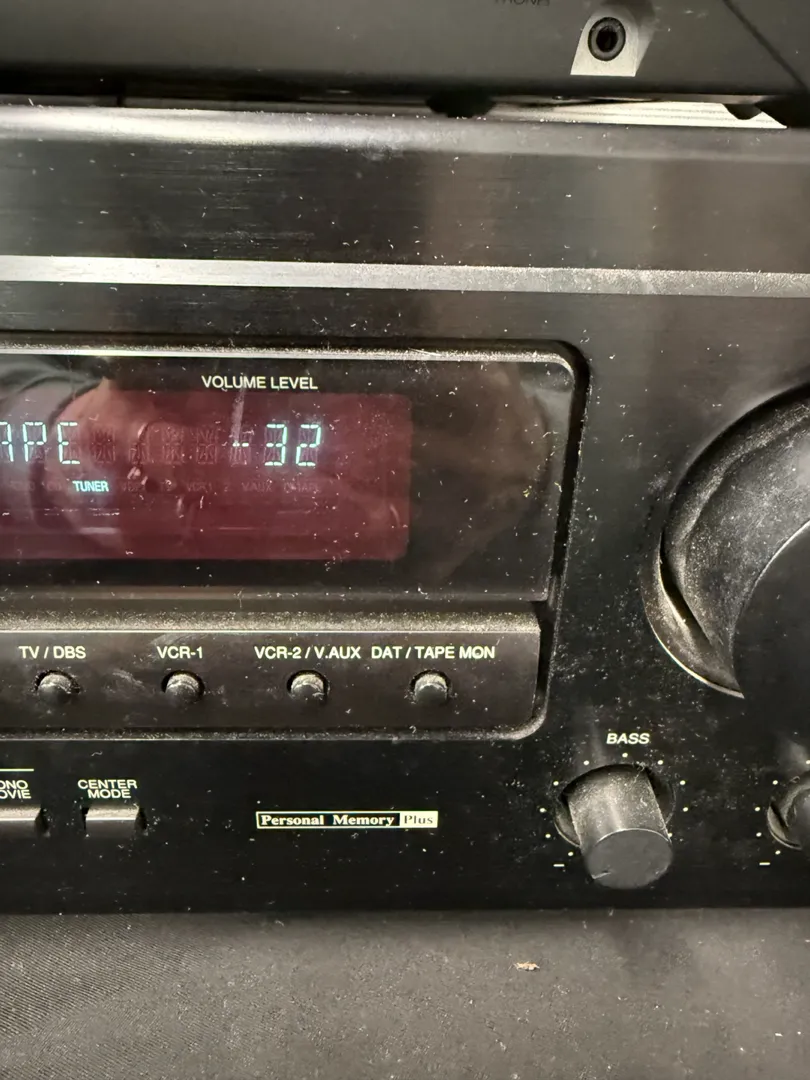 MONO
VOLUME LEVEL
APE -32
TUNER
TV / DBS VCR-1 VCR-2 / V.AUX DAT / TAPE MON
BASS
CENTER
MODE
Personal Memory Plus